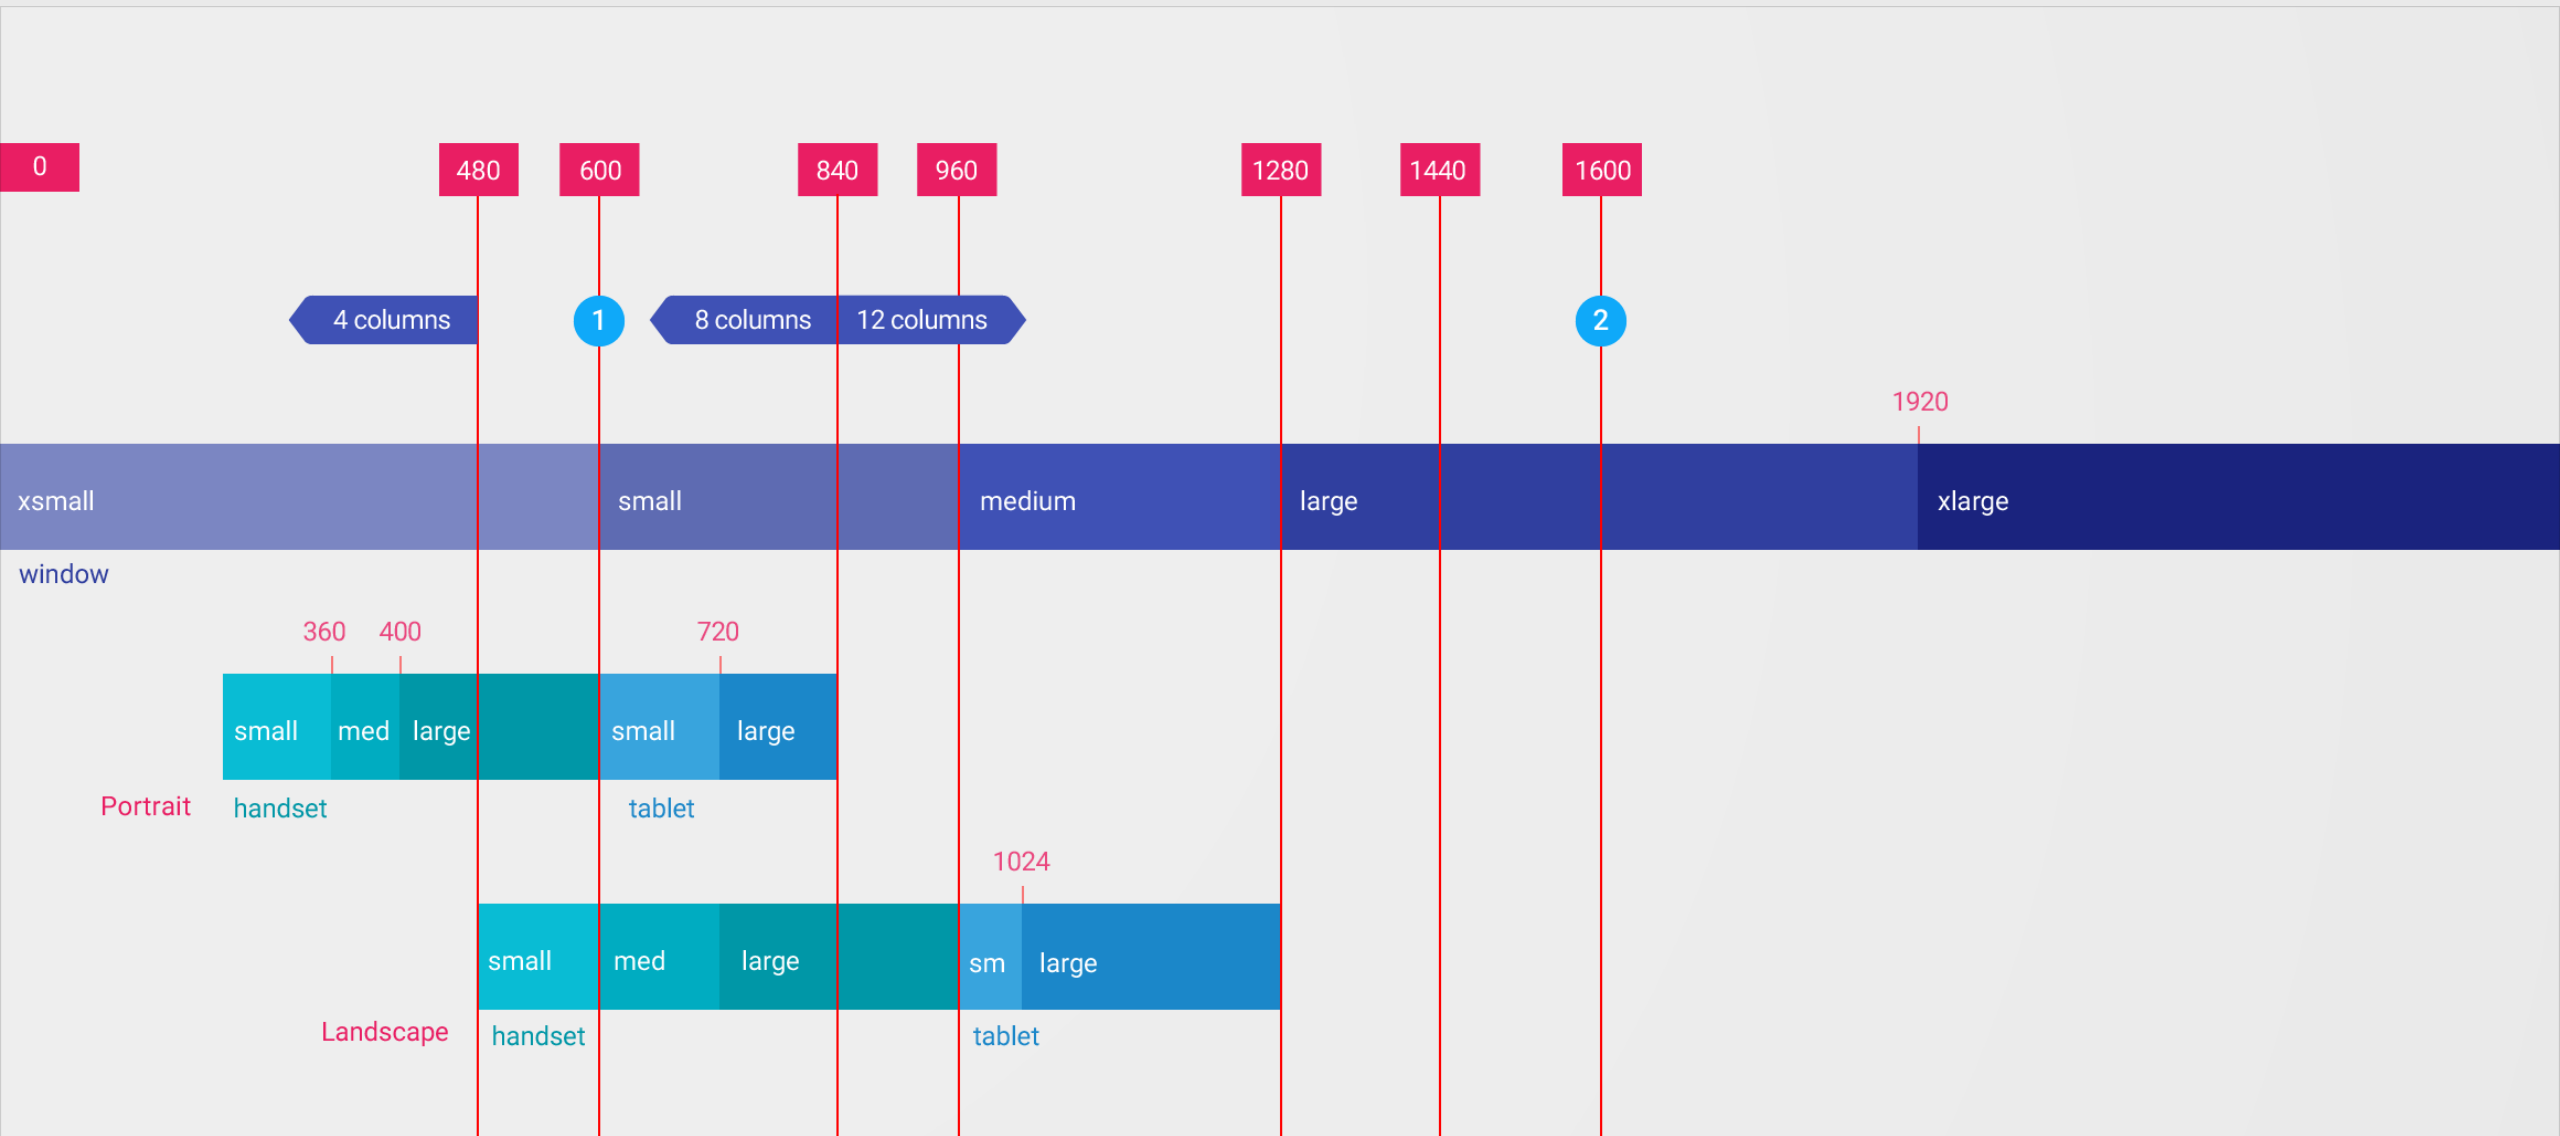 0
480
600
840
960
1280
1440
1600
4 columns
1
8 columns
12 columns
2
1920
xsmall
small
medium
large
xlarge
window
360
400
720
small
med
large
small
large
Portrait
handset
tablet
1024
small
med
large
sm
large
Landscape
handset
tablet